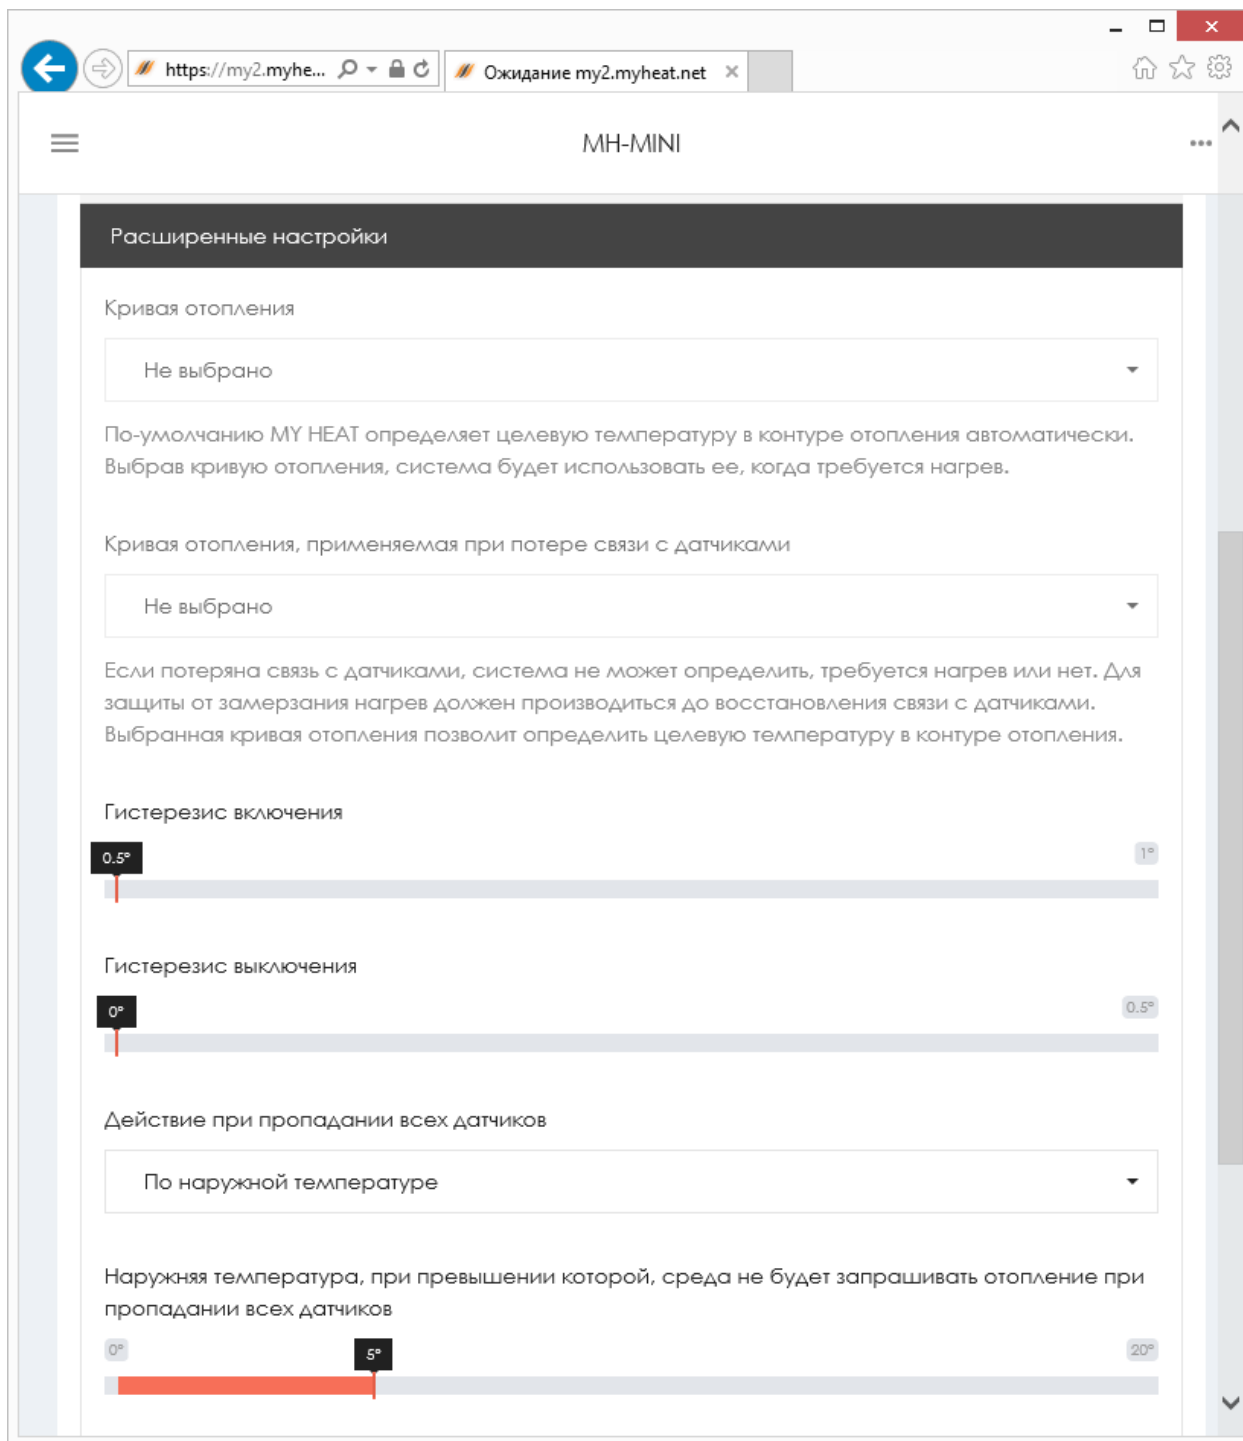 https://my2.myhe...
Ожидание my2.myheat.net
MH-MINI
Расширенные настройки
Кривая отопления
Не выбрано
По-умолчанию MY HEAT определяет целевую температуру в контуре отопления автоматически.
Выбрав кривую отопления, система будет использовать ее, когда требуется нагрев.
Кривая отопления, применяемая при потере связи с датчиками
Не выбрано
Если потеряна связь с датчиками, система не может определить, требуется нагрев или нет. Для
защиты от замерзания нагрев должен производиться до восстановления связи с датчиками.
Выбранная кривая отопления позволит определить целевую температуру в контуре отопления.
Гистерезис включения
0.5° 1°
Гистерезис выключения
0° 0.5°
Действие при пропадании всех датчиков
По наружной температуре
Наружняя температура, при превышении которой, среда не будет запрашивать отопление при
пропадании всех датчиков
0° 5° 20°